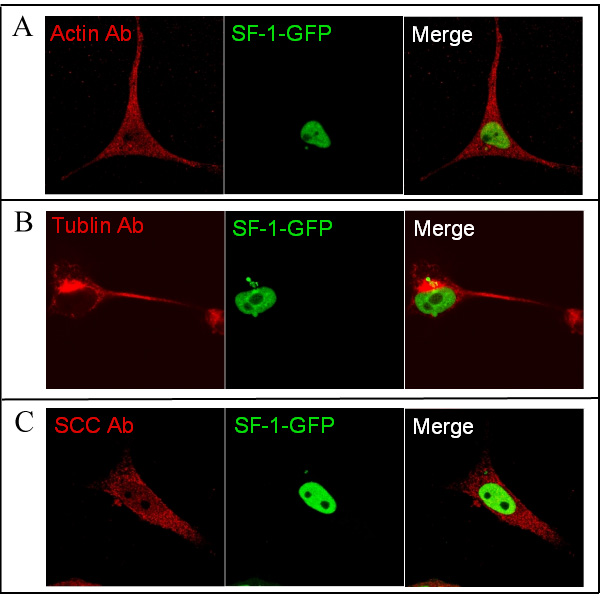 A
Actin Ab SF-1-GFP Merge
B
Tublin Ab SF-1-GFP Merge
C
SCC Ab SF-1-GFP Merge